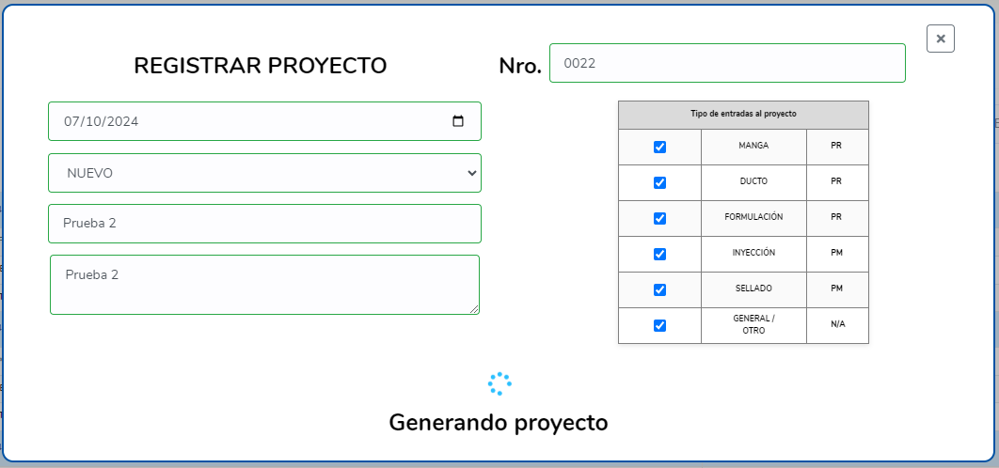 REGISTRAR PROYECTO
Nro. 0022
07/10/2024
NUEVO
Prueba 2
Prueba 2
Tipo de entradas al proyecto
MANGA PR
DUCTO PR
FORMULACIÓN PR
INYECCIÓN PM
SELLADO PM
GENERAL /
OTRO N/A
Generando proyecto